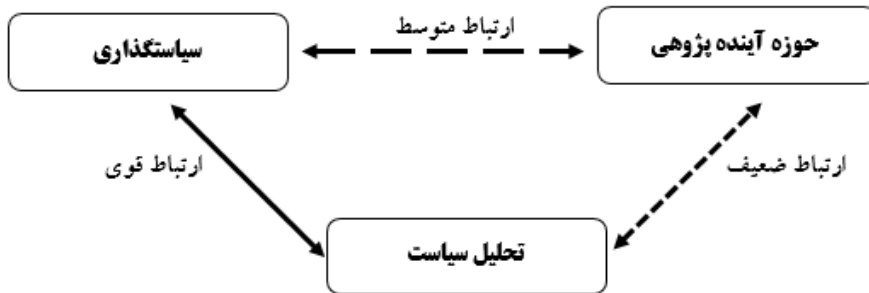 حوزه آینده پژوهی
ارتباط متوسط
سیاستگذاری
ارتباط ضعیف
ارتباط قوی
تحلیل سیاست